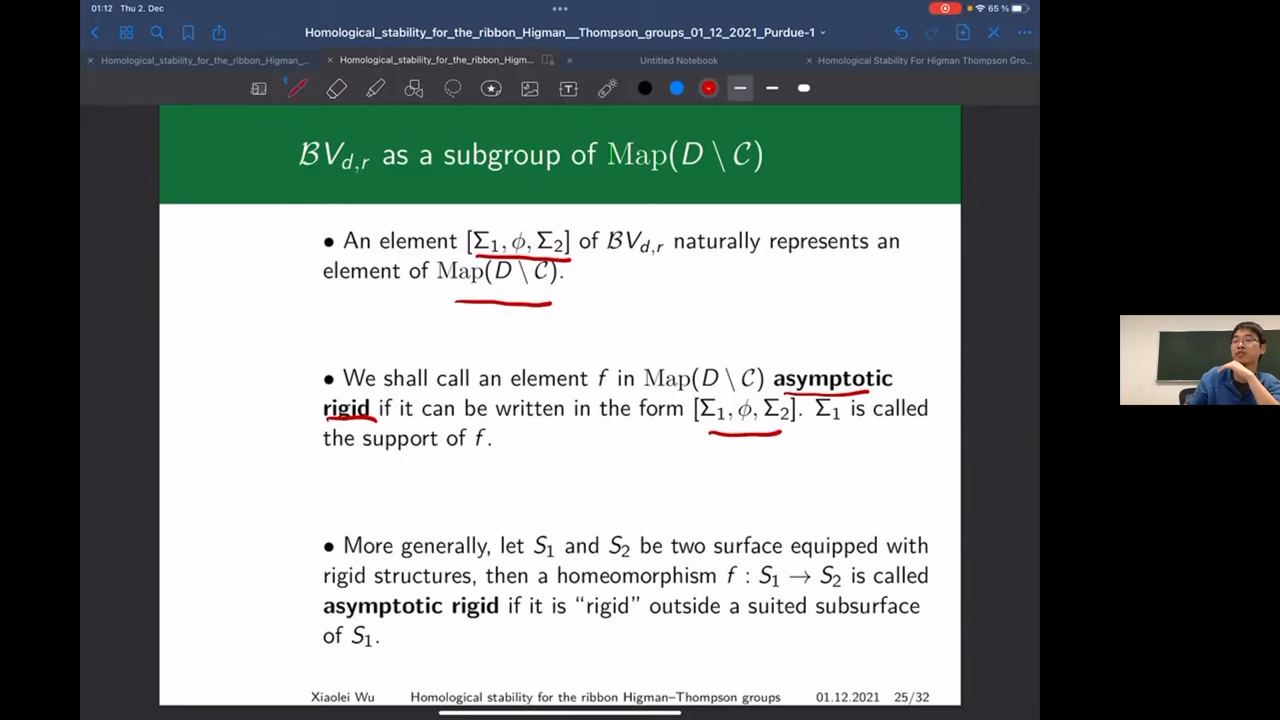 01:12 Thu 2. Dec
65 %
Homological_stability_for_the_ribbon_Higman__Thompson_groups_01_12_2021_Purdue-1
Homological_stability_for_the_ribbon_Higman_-... Homological_stability_for_the_ribbon_Higm... Untitled Notebook Homological Stability For Higman Thompson Gro...
𝓑V_{d,r} as a subgroup of Map(D \ 𝒞)
• An element [Σ₁, ϕ, Σ₂] of 𝓑V_{d,r} naturally represents an
element of Map(D \ 𝒞).
• We shall call an element f in Map(D \ 𝒞) asymptotic
rigid if it can be written in the form [Σ₁, ϕ, Σ₂]. Σ₁ is called
the support of f.
• More generally, let S₁ and S₂ be two surface equipped with
rigid structures, then a homeomorphism f : S₁ → S₂ is called
asymptotic rigid if it is “rigid” outside a suited subsurface
of S₁.
Xiaolei Wu Homological stability for the ribbon Higman–Thompson groups 01.12.2021 25/32